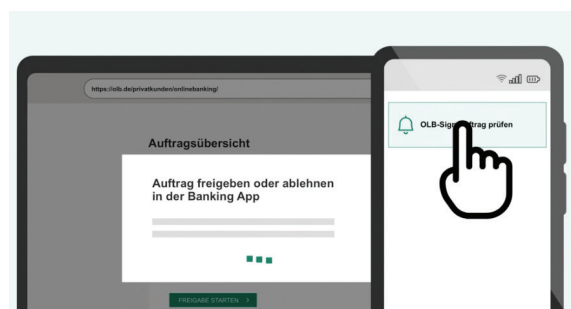 https://olb.de/privatkunden/onlinebanking/
Auftragsübersicht
Auftrag freigeben oder ablehnen
in der Banking App
FREIGABE STARTEN >
OLB-Sign trag prüfen